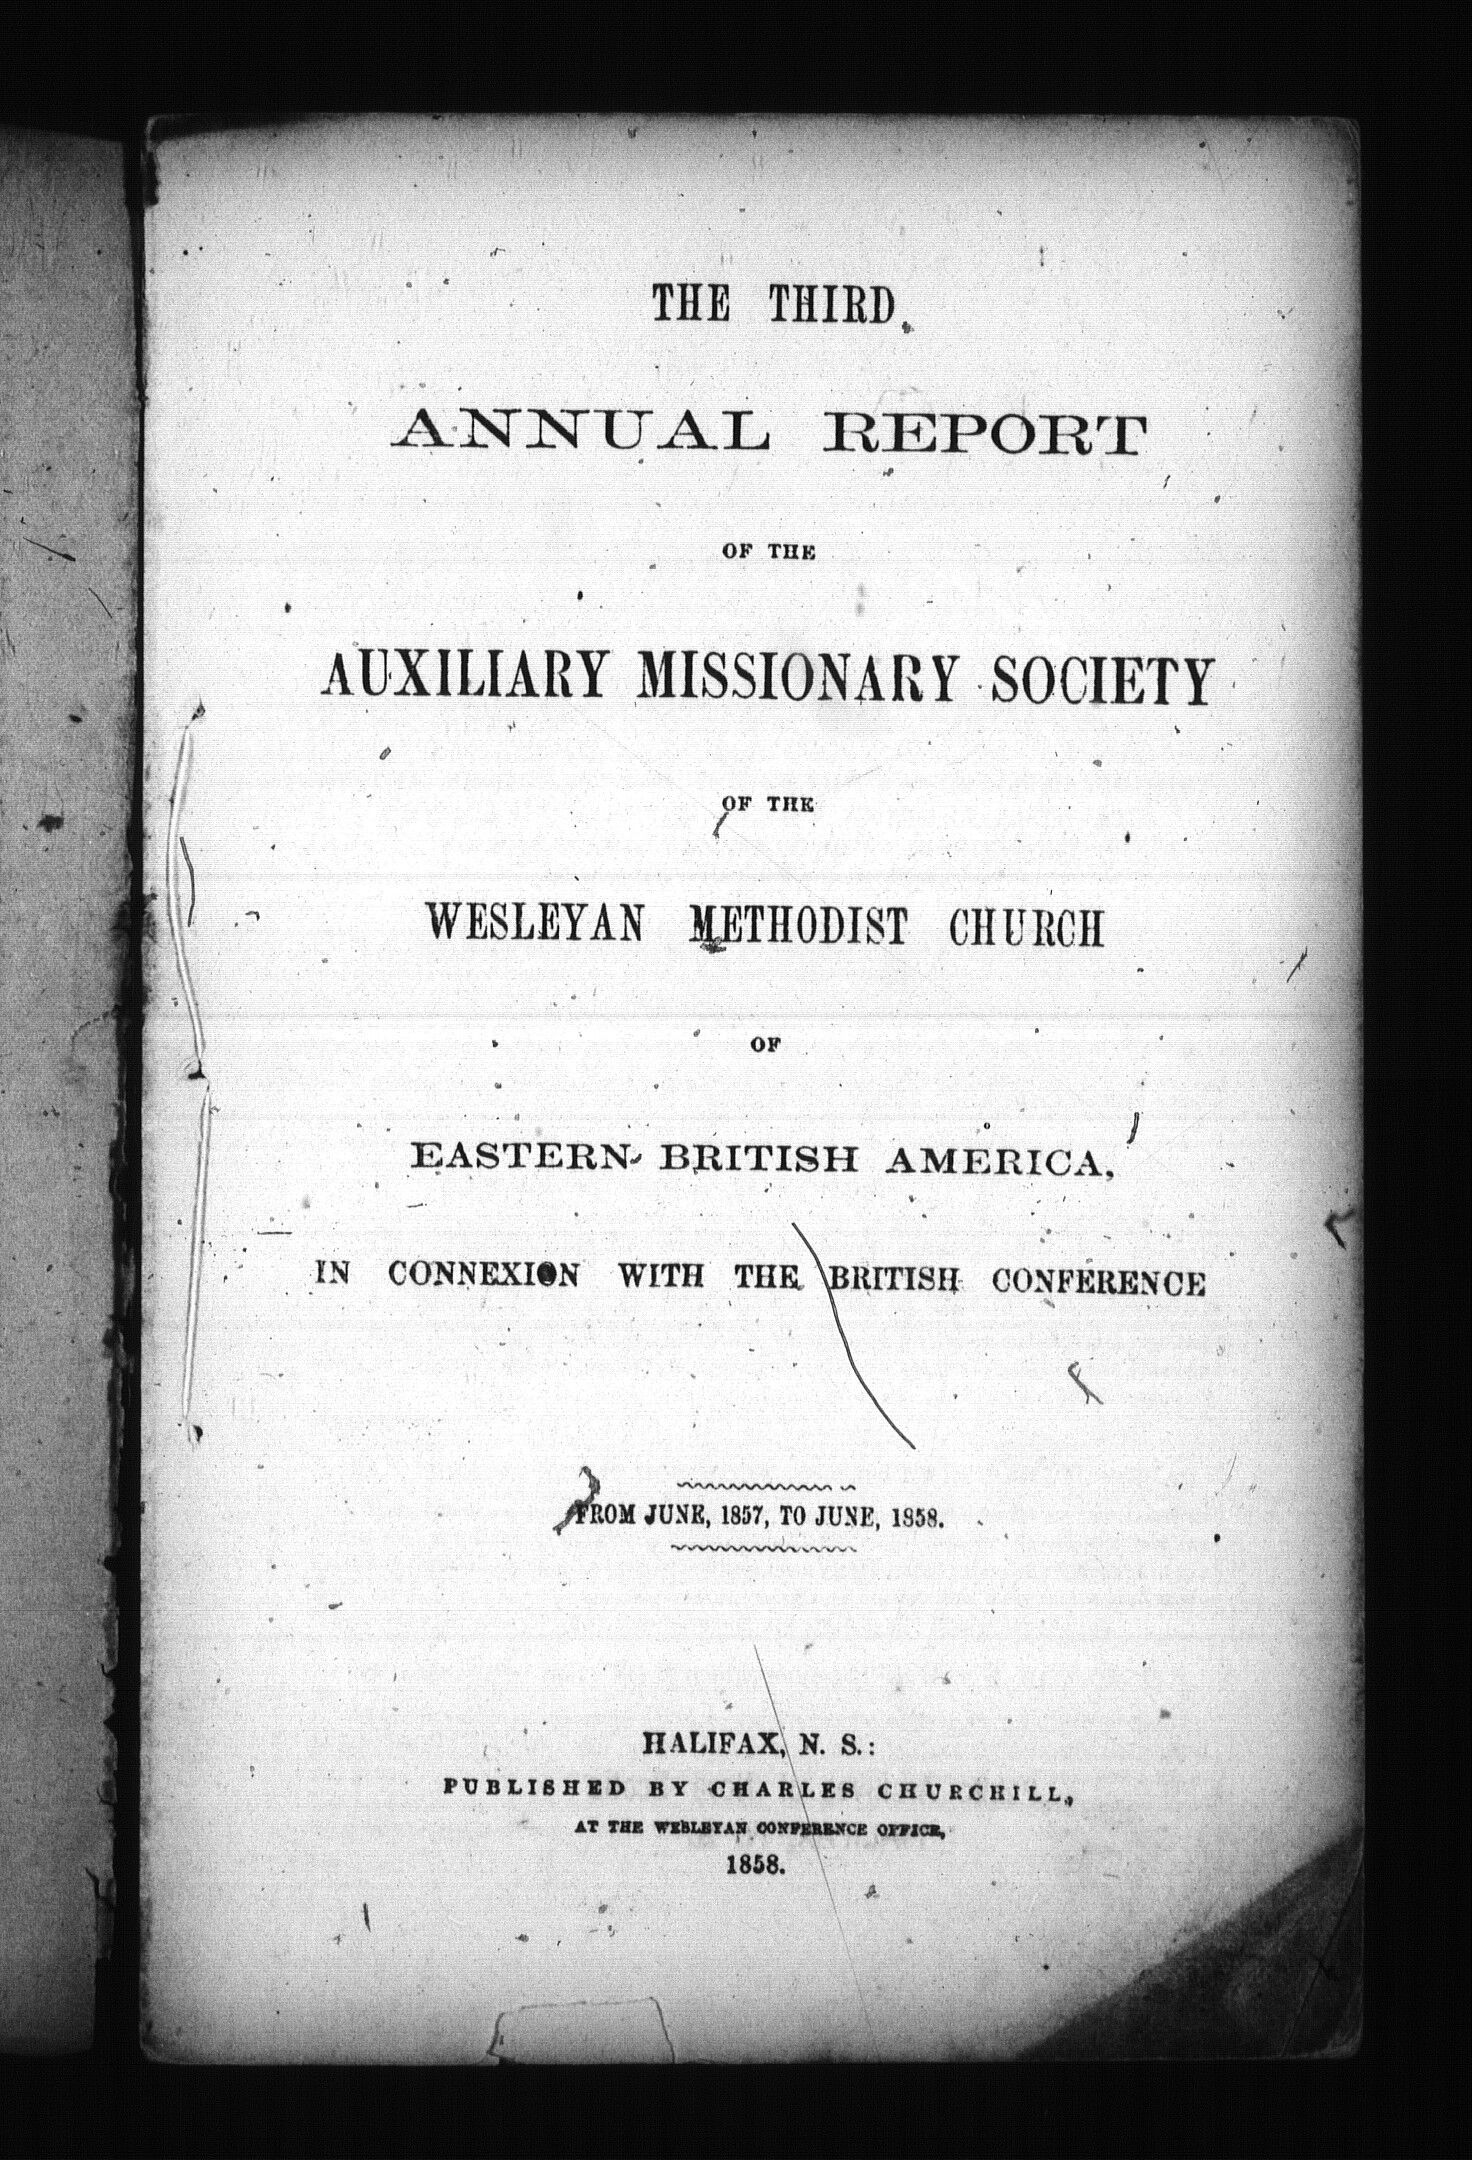 THE THIRD
ANNUAL REPORT
OF THE
AUXILIARY MISSIONARY SOCIETY
OF THE
WESLEYAN METHODIST CHURCH
OF
EASTERN BRITISH AMERICA,
IN CONNEXION WITH THE BRITISH CONFERENCE
FROM JUNE, 1857, TO JUNE, 1858.
HALIFAX, N. S.:
PUBLISHED BY CHARLES CHURCHILL,
AT THE WESLEYAN CONFERENCE OFFICE,
1858.